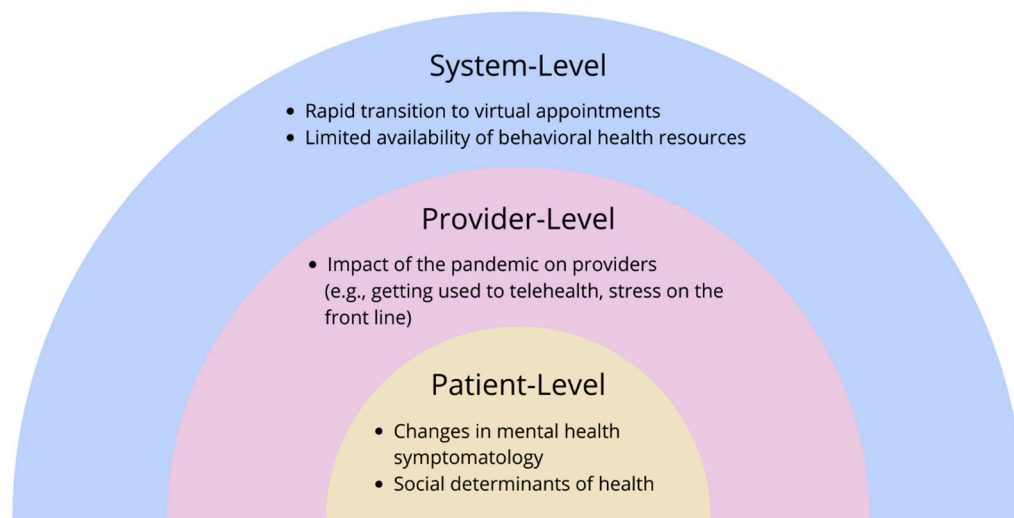 System-Level
• Rapid transition to virtual appointments
• Limited availability of behavioral health resources
Provider-Level
• Impact of the pandemic on providers
(e.g., getting used to telehealth, stress on the
front line)
Patient-Level
• Changes in mental health
symptomatology
• Social determinants of health